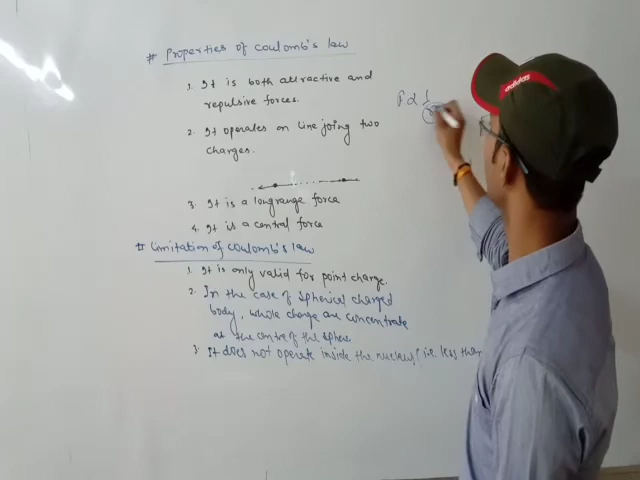 # Properties of Coulomb's law
1. It is both attractive and
repulsive forces.
2. It operates on line joing two
charges.
3. It is a longrange force
4. It is a central force
# Limitation of Coulomb's law
1. It is only valid for point charge.
2. In the case of spherical charged
body, whole charge are concentrate
at the centre of the sphere
3. It does not operate inside the nucleus i.e. less than
F α 1
adidas